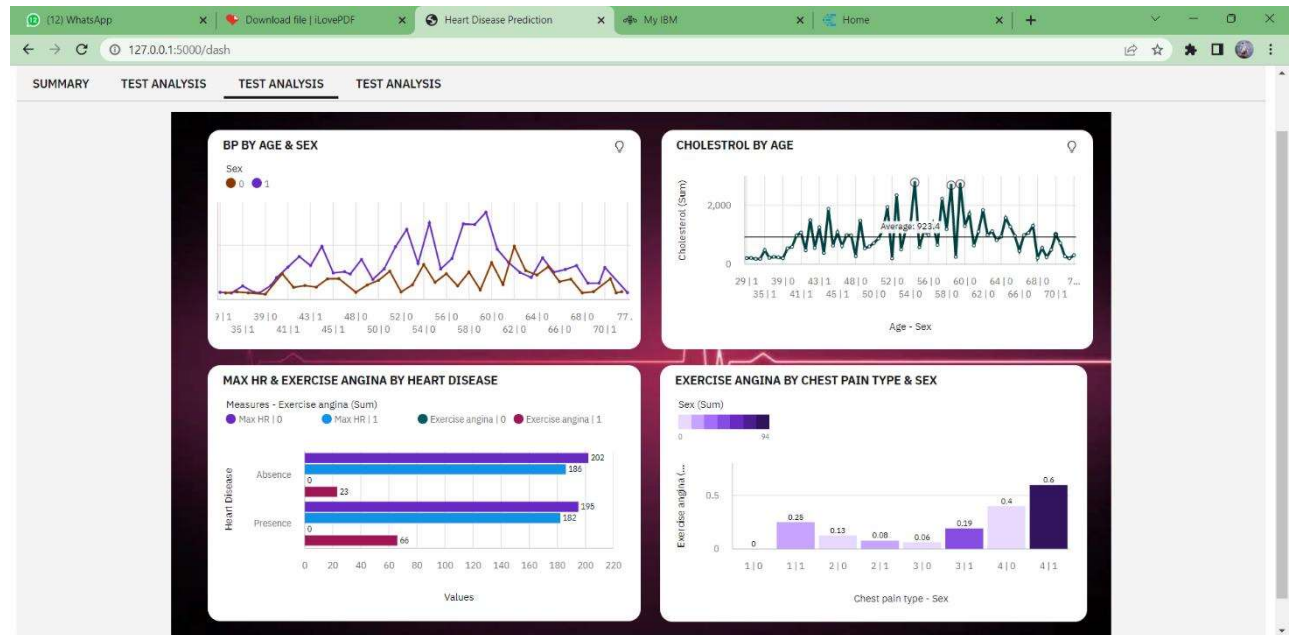 (12) WhatsApp
Download file | iLovePDF
Heart Disease Prediction
My IBM
Home
127.0.0.1:5000/dash
SUMMARY TEST ANALYSIS TEST ANALYSIS TEST ANALYSIS
BP BY AGE & SEX
Sex
0 1
39|0 43|1 48|0 52|0 56|0 60|0 64|0 68|0 77.
35|1 41|1 45|1 50|0 54|0 58|0 62|0 66|0 70|1
CHOLESTROL BY AGE
Cholesterol (Sum)
2,000
Average: 923.4
0
29|1 39|0 43|1 48|0 52|0 56|0 60|0 64|0 68|0 7...
35|1 41|1 45|1 50|0 54|0 58|0 62|0 66|0 70|1
Age - Sex
MAX HR & EXERCISE ANGINA BY HEART DISEASE
Measures - Exercise angina (Sum)
Max HR | 0 Max HR | 1 Exercise angina | 0 Exercise angina | 1
Heart Disease
202
Absence 186
0
23
195
Presence 182
0
66
0 20 40 60 80 100 120 140 160 180 200 220
Values
EXERCISE ANGINA BY CHEST PAIN TYPE & SEX
Sex (Sum)
0 94
Exercise angina (...
0.6
0.5
0.4
0.25 0.13 0.08 0.06 0.19
0 0
1|0 1|1 2|0 2|1 3|0 3|1 4|0 4|1
Chest pain type - Sex